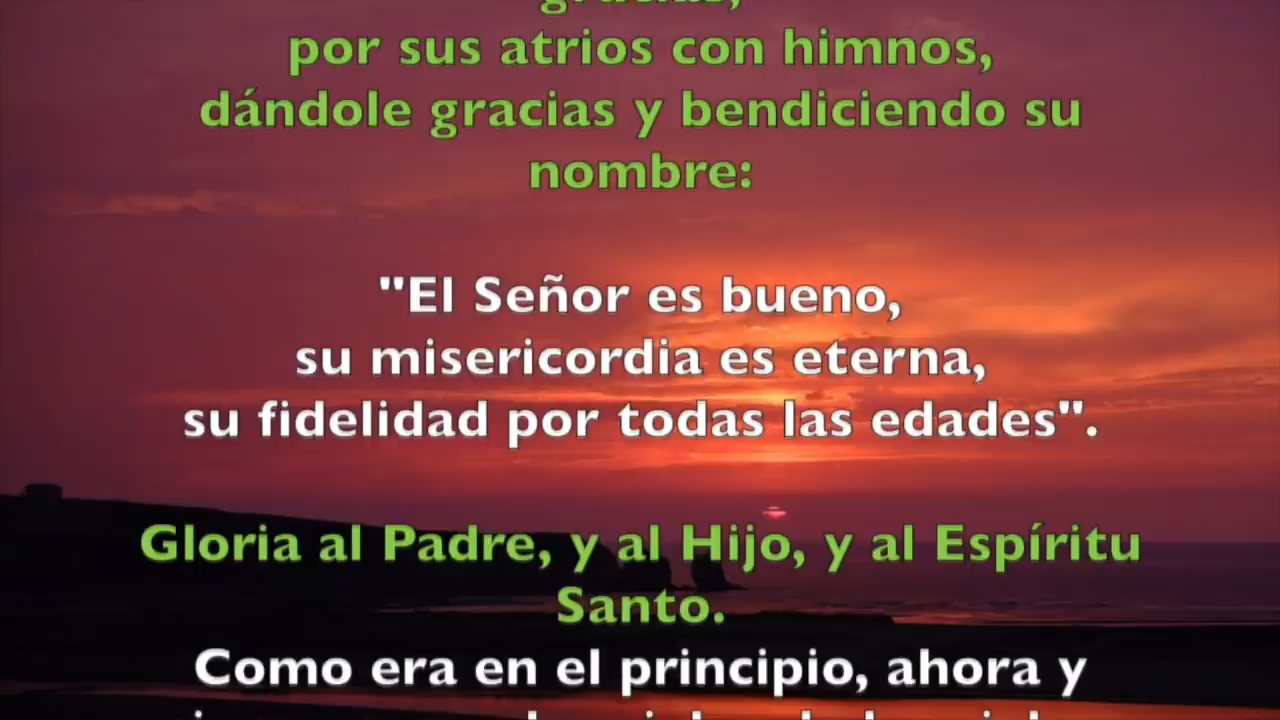 por sus atrios con himnos,
dándole gracias y bendiciendo su
nombre:
"El Señor es bueno,
su misericordia es eterna,
su fidelidad por todas las edades".
Gloria al Padre, y al Hijo, y al Espíritu
Santo.
Como era en el principio, ahora y